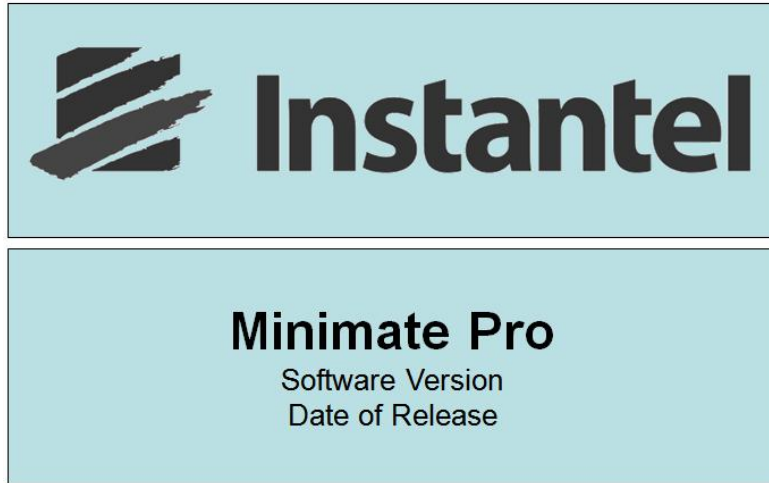 Instantel
Minimate Pro
Software Version
Date of Release